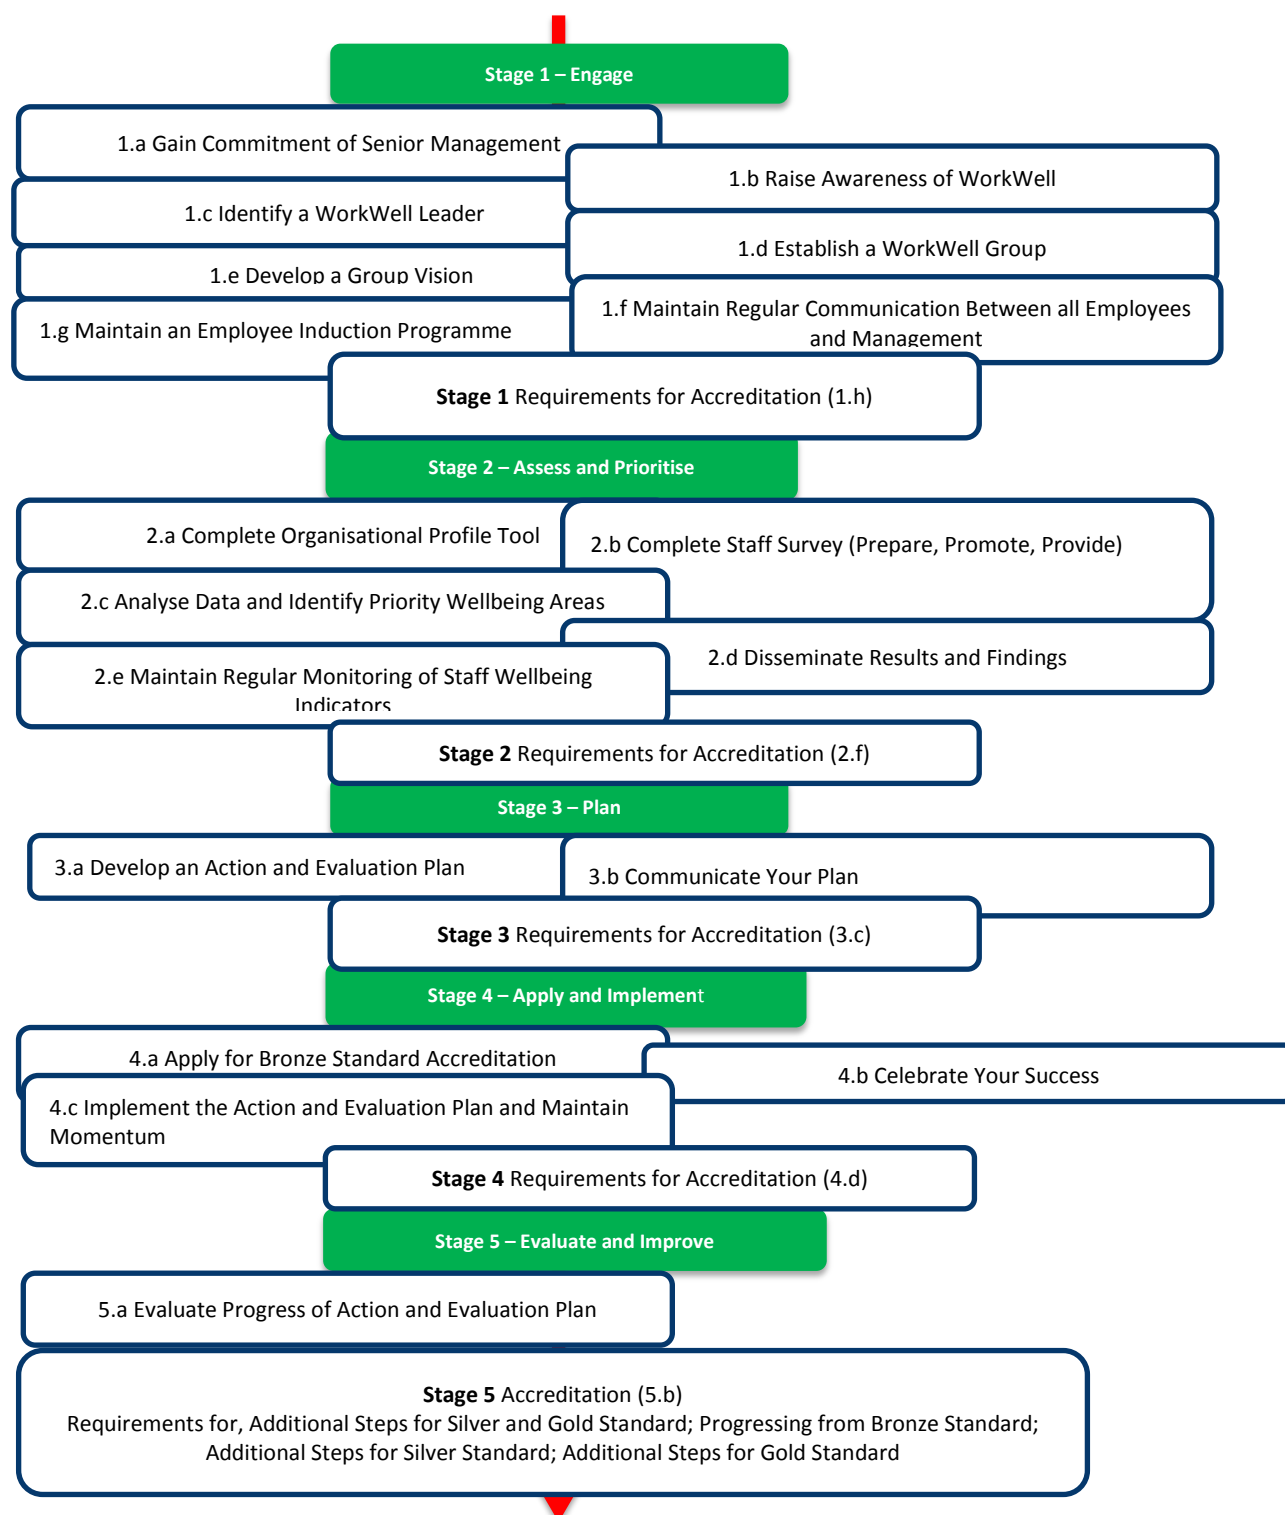 Stage 1 – Engage
1.a Gain Commitment of Senior Management
1.b Raise Awareness of WorkWell
1.c Identify a WorkWell Leader
1.d Establish a WorkWell Group
1.e Develop a Group Vision
1.f Maintain Regular Communication Between all Employees
and Management
1.g Maintain an Employee Induction Programme
Stage 1 Requirements for Accreditation (1.h)
Stage 2 – Assess and Prioritise
2.a Complete Organisational Profile Tool
2.b Complete Staff Survey (Prepare, Promote, Provide)
2.c Analyse Data and Identify Priority Wellbeing Areas
2.d Disseminate Results and Findings
2.e Maintain Regular Monitoring of Staff Wellbeing
Indicators
Stage 2 Requirements for Accreditation (2.f)
Stage 3 – Plan
3.a Develop an Action and Evaluation Plan
3.b Communicate Your Plan
Stage 3 Requirements for Accreditation (3.c)
Stage 4 – Apply and Implement
4.a Apply for Bronze Standard Accreditation
4.b Celebrate Your Success
4.c Implement the Action and Evaluation Plan and Maintain
Momentum
Stage 4 Requirements for Accreditation (4.d)
Stage 5 – Evaluate and Improve
5.a Evaluate Progress of Action and Evaluation Plan
Stage 5 Accreditation (5.b)
Requirements for, Additional Steps for Silver and Gold Standard; Progressing from Bronze Standard;
Additional Steps for Silver Standard; Additional Steps for Gold Standard